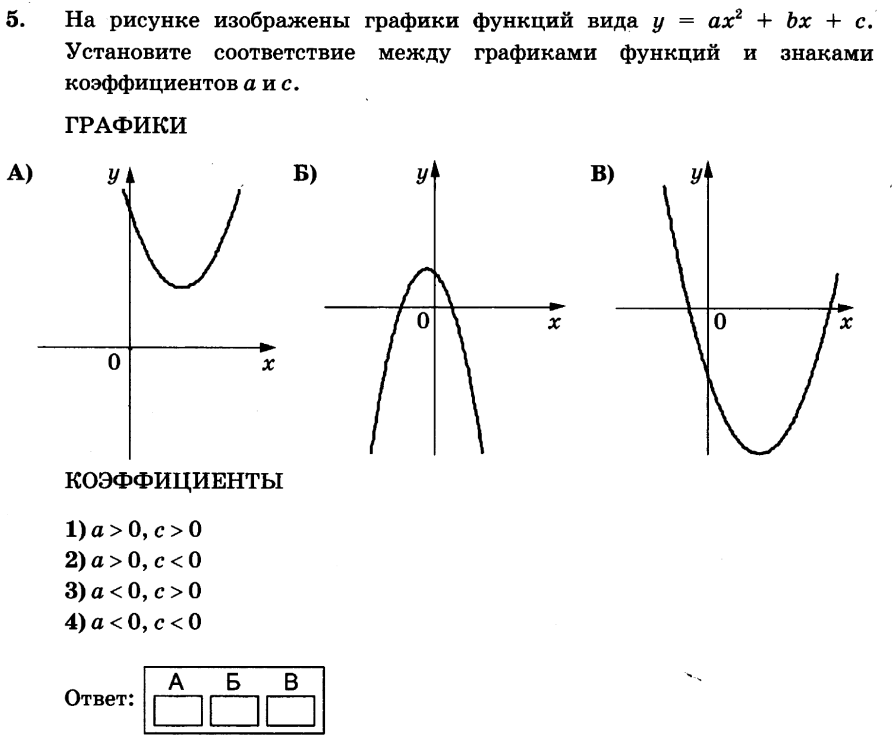 5. На рисунке изображены графики функций вида y = ax² + bx + c.
Установите соответствие между графиками функций и знаками
коэффициентов a и c.
ГРАФИКИ
А) Б) В)
y y y
0 x 0 x 0 x
КОЭФФИЦИЕНТЫ
1) a > 0, c > 0
2) a > 0, c < 0
3) a < 0, c > 0
4) a < 0, c < 0
А Б В
Ответ: